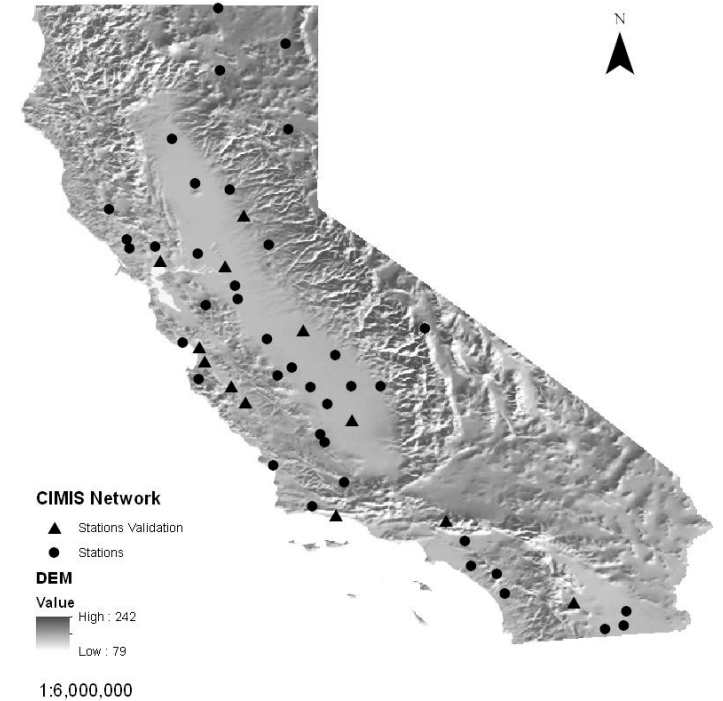 N
CIMIS Network
Stations Validation
Stations
DEM
Value
High : 242
Low : 79
1:6,000,000